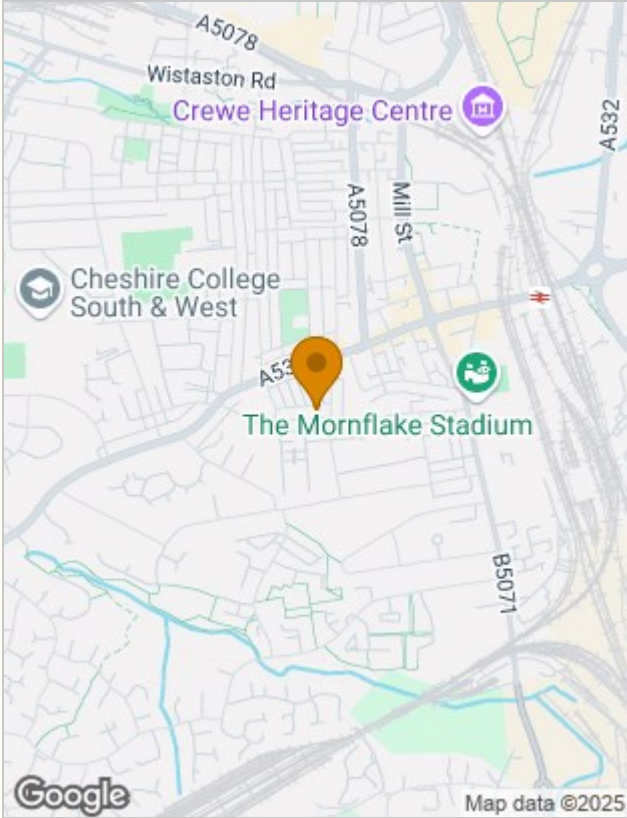 A5078
Wistaston Rd
Crewe Heritage Centre
A532
A5078
Mill St
Cheshire College
South & West
A53
The Mornflake Stadium
B5071
Google
Map data ©2025